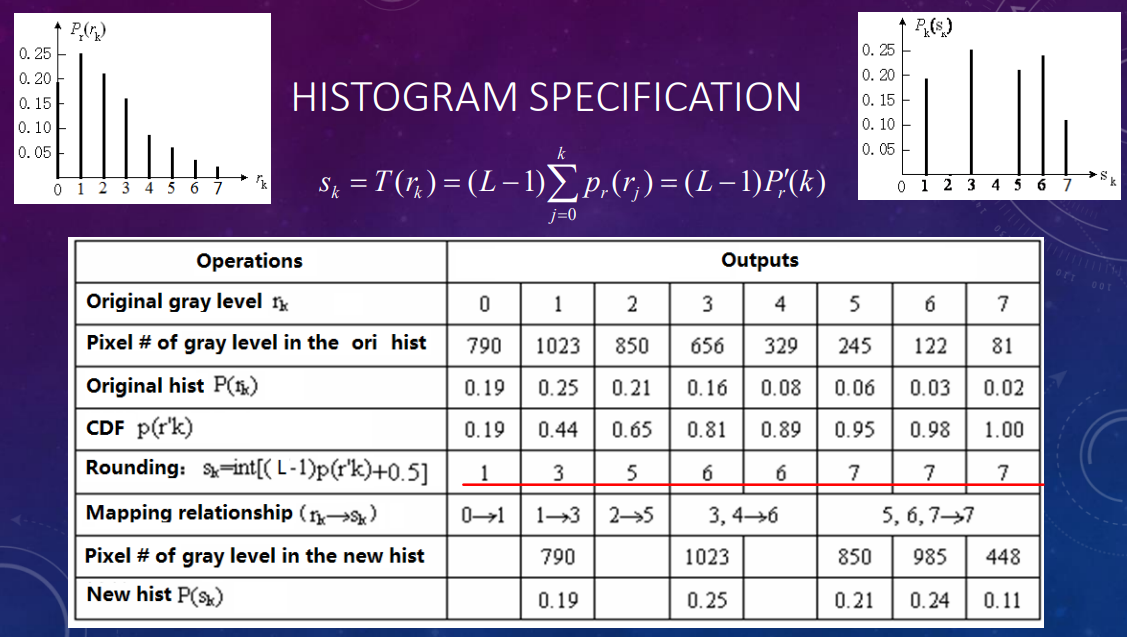 P_r(r_k)
0.25
0.20
0.15
0.10
0.05
0 1 2 3 4 5 6 7 r_k
HISTOGRAM SPECIFICATION
s_k = T(r_k) = (L − 1) ∑_{j=0}^{k} p_r(r_j) = (L − 1)P_r′(k)
P_k(s_k)
0.25
0.20
0.15
0.10
0.05
0 1 2 3 4 5 6 7 s_k
Operations Outputs
Original gray level r_k 0 1 2 3 4 5 6 7
Pixel # of gray level in the ori hist 790 1023 850 656 329 245 122 81
Original hist P(r_k) 0.19 0.25 0.21 0.16 0.08 0.06 0.03 0.02
CDF p(r'k) 0.19 0.44 0.65 0.81 0.89 0.95 0.98 1.00
Rounding: s_k=int[(L-1)p(r'k)+0.5] 1 3 5 6 6 7 7 7
Mapping relationship (r_k→s_k) 0→1 1→3 2→5 3, 4→6 5, 6, 7→7
Pixel # of gray level in the new hist 790 1023 850 985 448
New hist P(s_k) 0.19 0.25 0.21 0.24 0.11